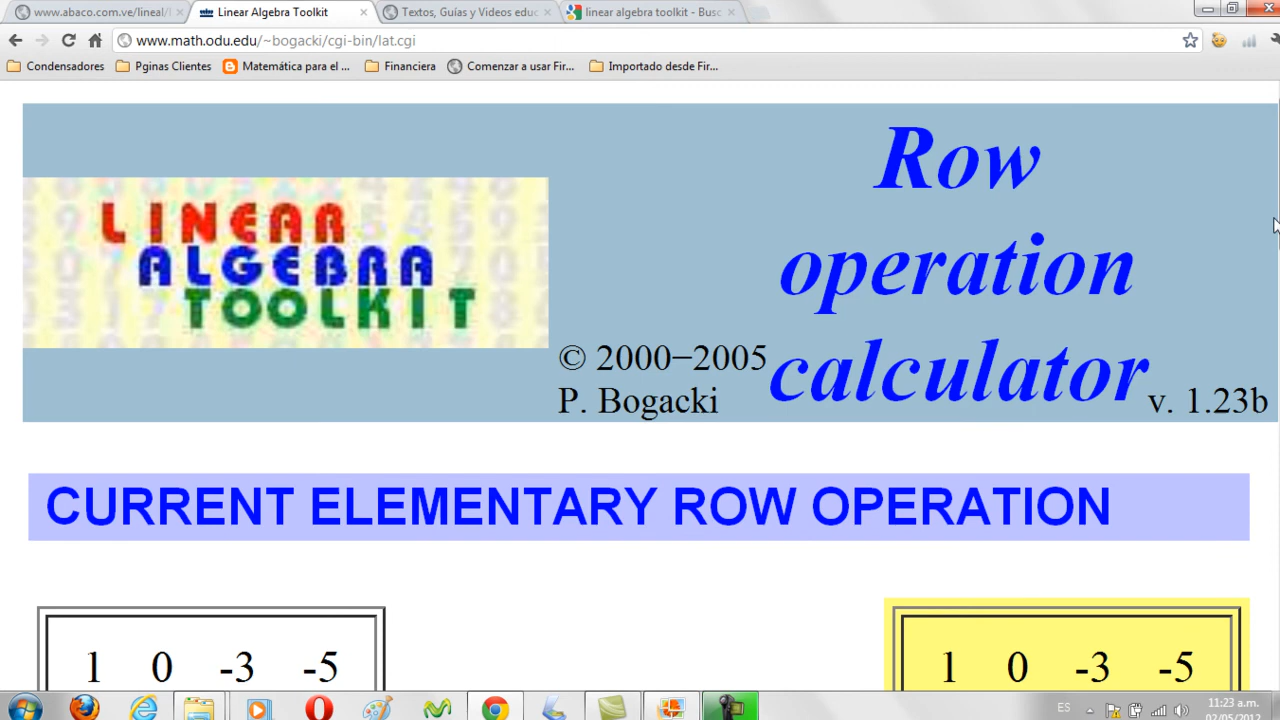 www.abaco.com.ve/lineal/l
Linear Algebra Toolkit
Textos, Guías y Videos educ
linear algebra toolkit - Busc
www.math.odu.edu/~bogacki/cgi-bin/lat.cgi
Condensadores
Pginas Clientes
Matemática para el ...
Financiera
Comenzar a usar Fir...
Importado desde Fir...
LINEAR
ALGEBRA
TOOLKIT
© 2000−2005
P. Bogacki
Row
operation
calculator
v. 1.23b
CURRENT ELEMENTARY ROW OPERATION
1 0 -3 -5
1 0 -3 -5
ES
11:23 a.m.
02/05/2012